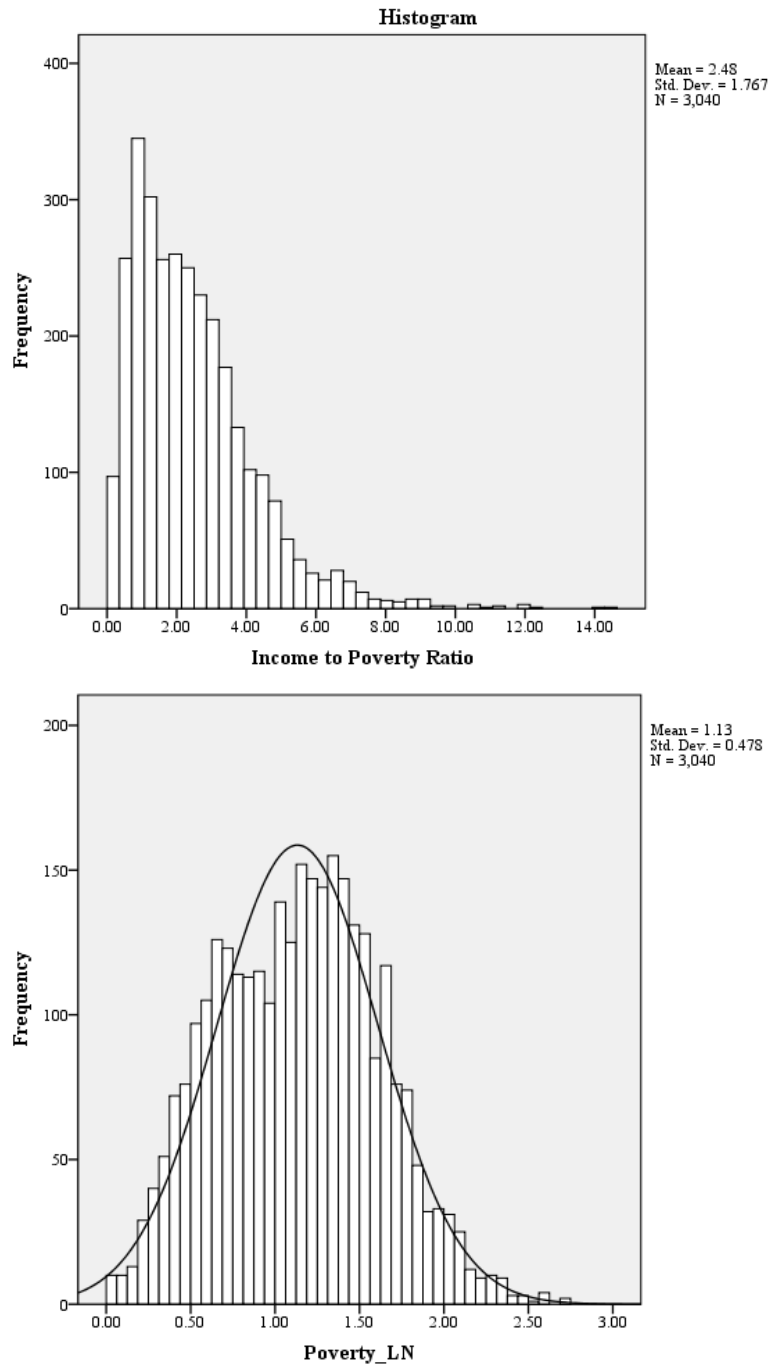 Histogram
Mean = 2.48
Std. Dev. = 1.767
N = 3,040
400
300
200
100
0
Frequency
0.00 2.00 4.00 6.00 8.00 10.00 12.00 14.00
Income to Poverty Ratio
Mean = 1.13
Std. Dev. = 0.478
N = 3,040
200
150
100
50
0
Frequency
0.00 0.50 1.00 1.50 2.00 2.50 3.00
Poverty_LN